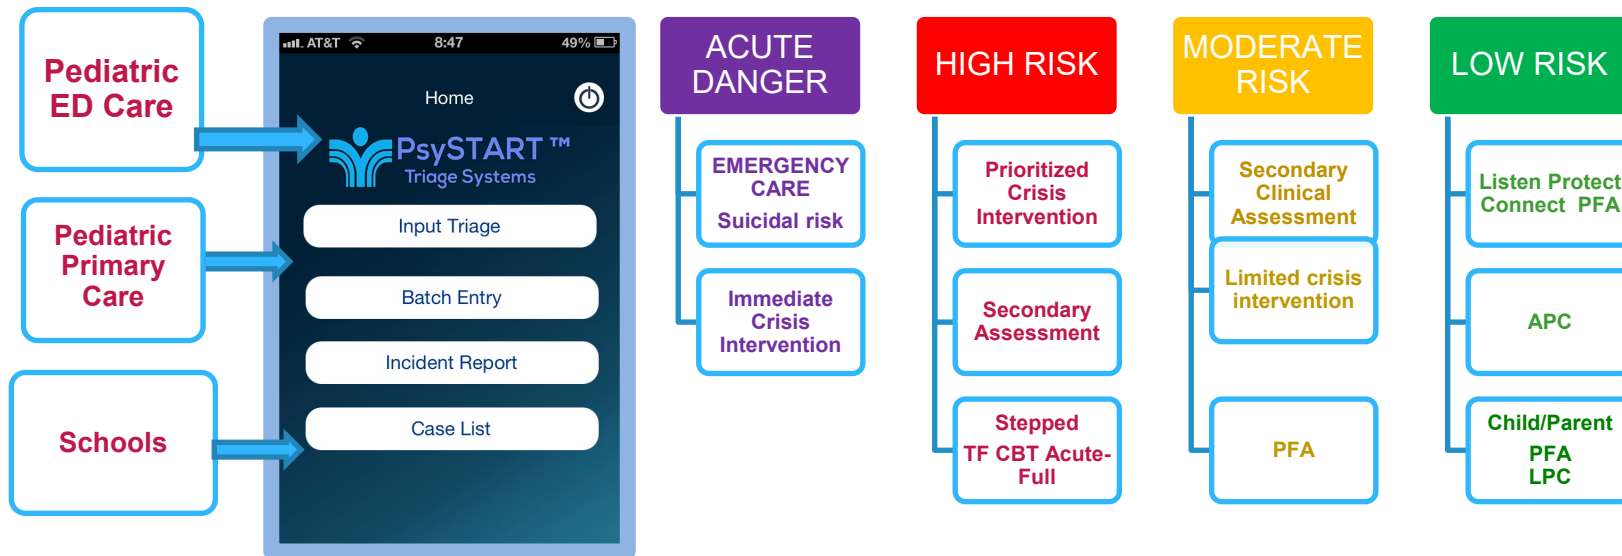 Pediatric
ED Care
Pediatric
Primary
Care
Schools
AT&T
8:47
49%
Home
PsySTART ™
Triage Systems
Input Triage
Batch Entry
Incident Report
Case List
ACUTE
DANGER
EMERGENCY
CARE
Suicidal risk
Immediate
Crisis
Intervention
HIGH RISK
Prioritized
Crisis
Intervention
Secondary
Assessment
Stepped
TF CBT Acute-
Full
MODERATE
RISK
Secondary
Clinical
Assessment
Limited crisis
intervention
PFA
LOW RISK
Listen Protect
Connect PFA
APC
Child/Parent
PFA
LPC